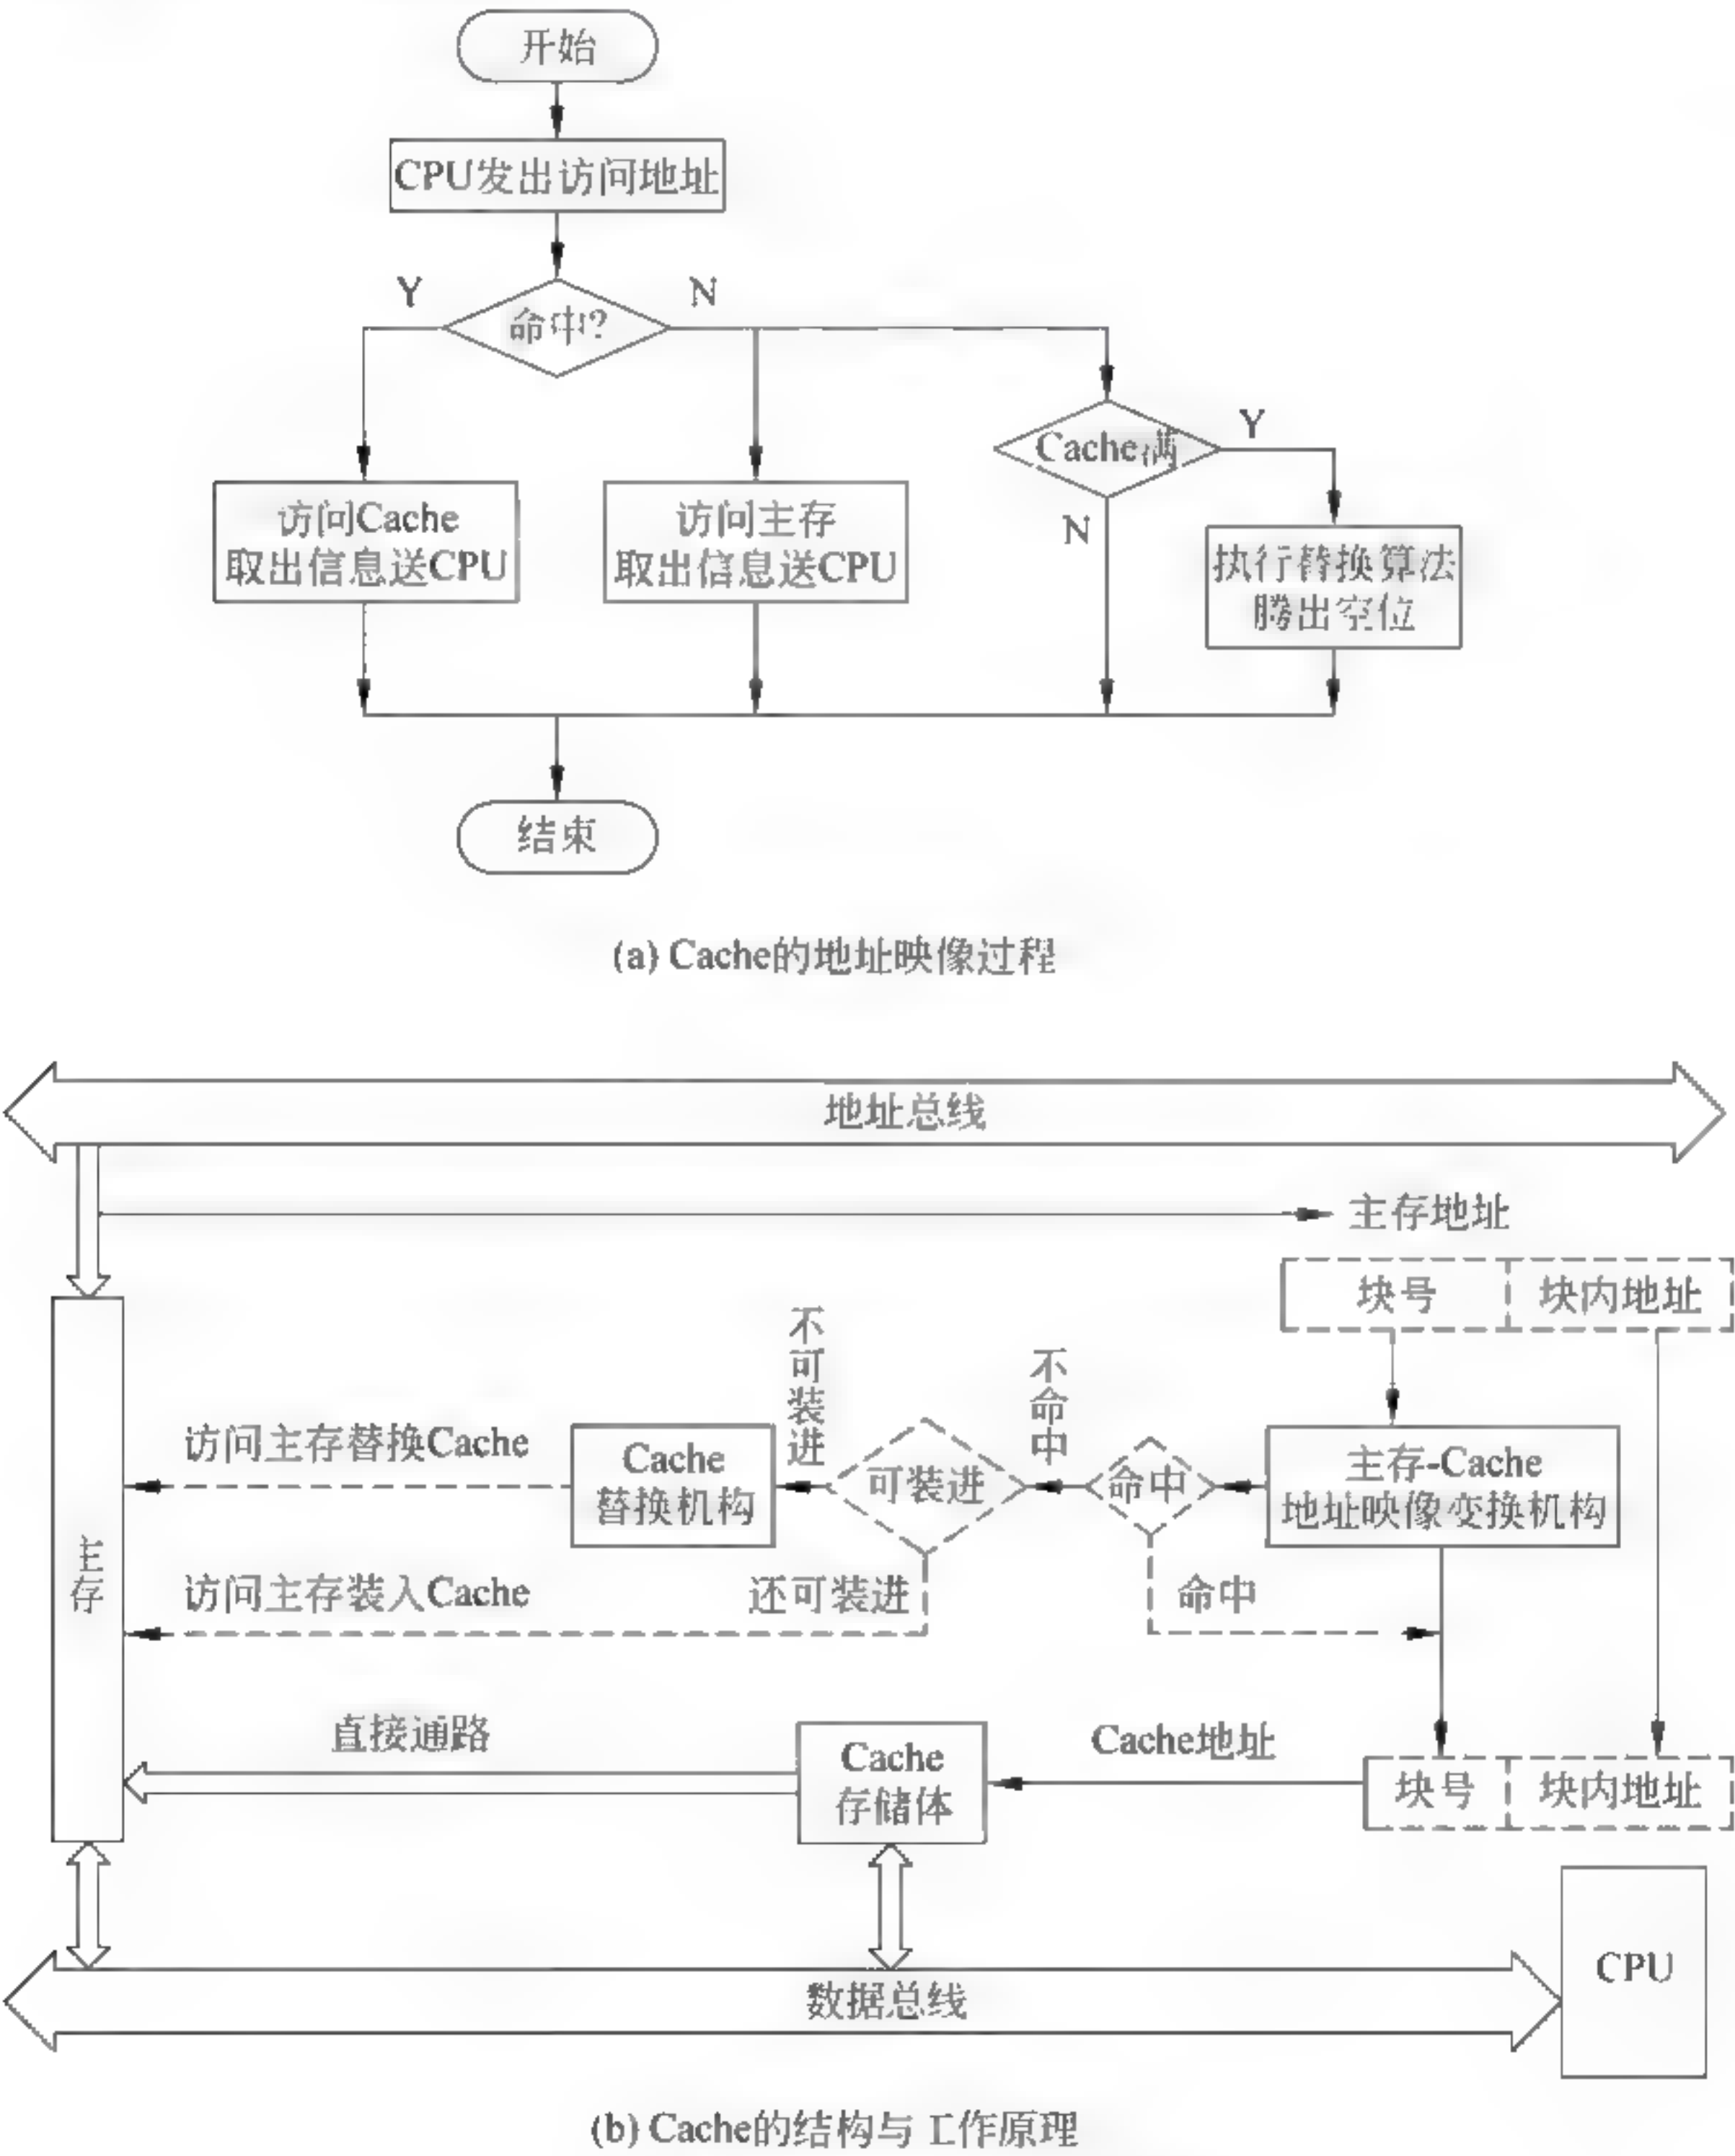 开始
CPU发出访问地址
Y
N
命中?
Cache满
Y
N
访问Cache
取出信息送CPU
访问主存
取出信息送CPU
执行替换算法
腾出空位
结束
(a) Cache的地址映像过程
地址总线
主存地址
块号
块内地址
不可装进
不命中
访问主存替换Cache
Cache
替换机构
可装进
命中
主存-Cache
地址映像变换机构
主存
访问主存装入Cache
还可装进
命中
直接通路
Cache
存储体
Cache地址
块号
块内地址
CPU
数据总线
(b) Cache的结构与工作原理